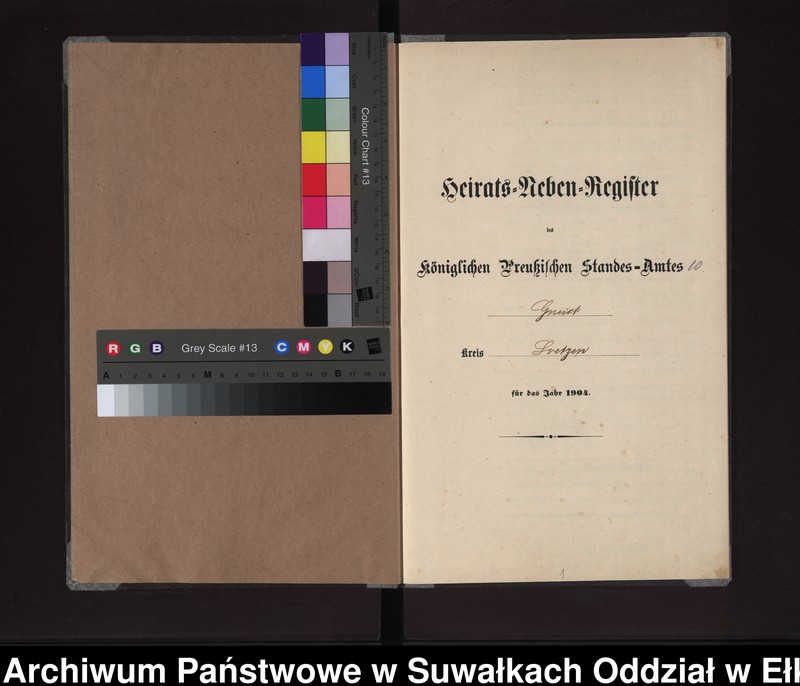 Heirats-Neben-Register
des
Königlichen Preußischen Standes-Amtes 10.
Gneist
Kreis Loetzen
für das Jahr 1904.
1
Colour Chart #13
R G B Grey Scale #13 C M Y K
A 1 2 3 4 5 6 M 8 9 10 11 12 13 14 15 B 17 18 19
Archiwum Państwowe w Suwałkach Oddział w Ełk